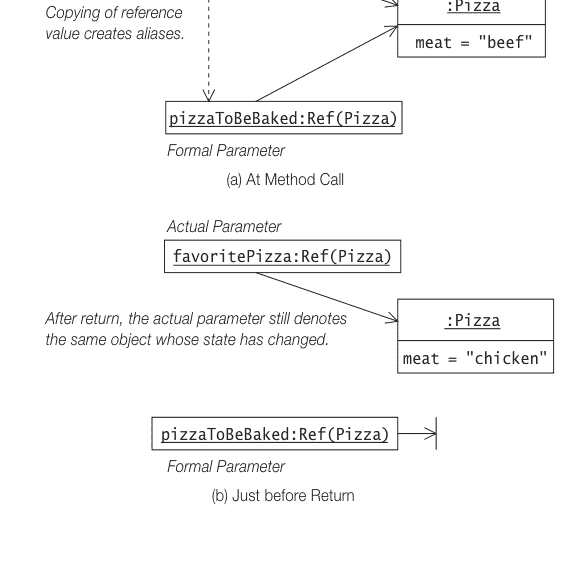 Copying of reference
value creates aliases.
:Pizza
meat = "beef"
pizzaToBeBaked:Ref(Pizza)
Formal Parameter
(a) At Method Call
Actual Parameter
favoritePizza:Ref(Pizza)
After return, the actual parameter still denotes
the same object whose state has changed.
:Pizza
meat = "chicken"
pizzaToBeBaked:Ref(Pizza)
Formal Parameter
(b) Just before Return